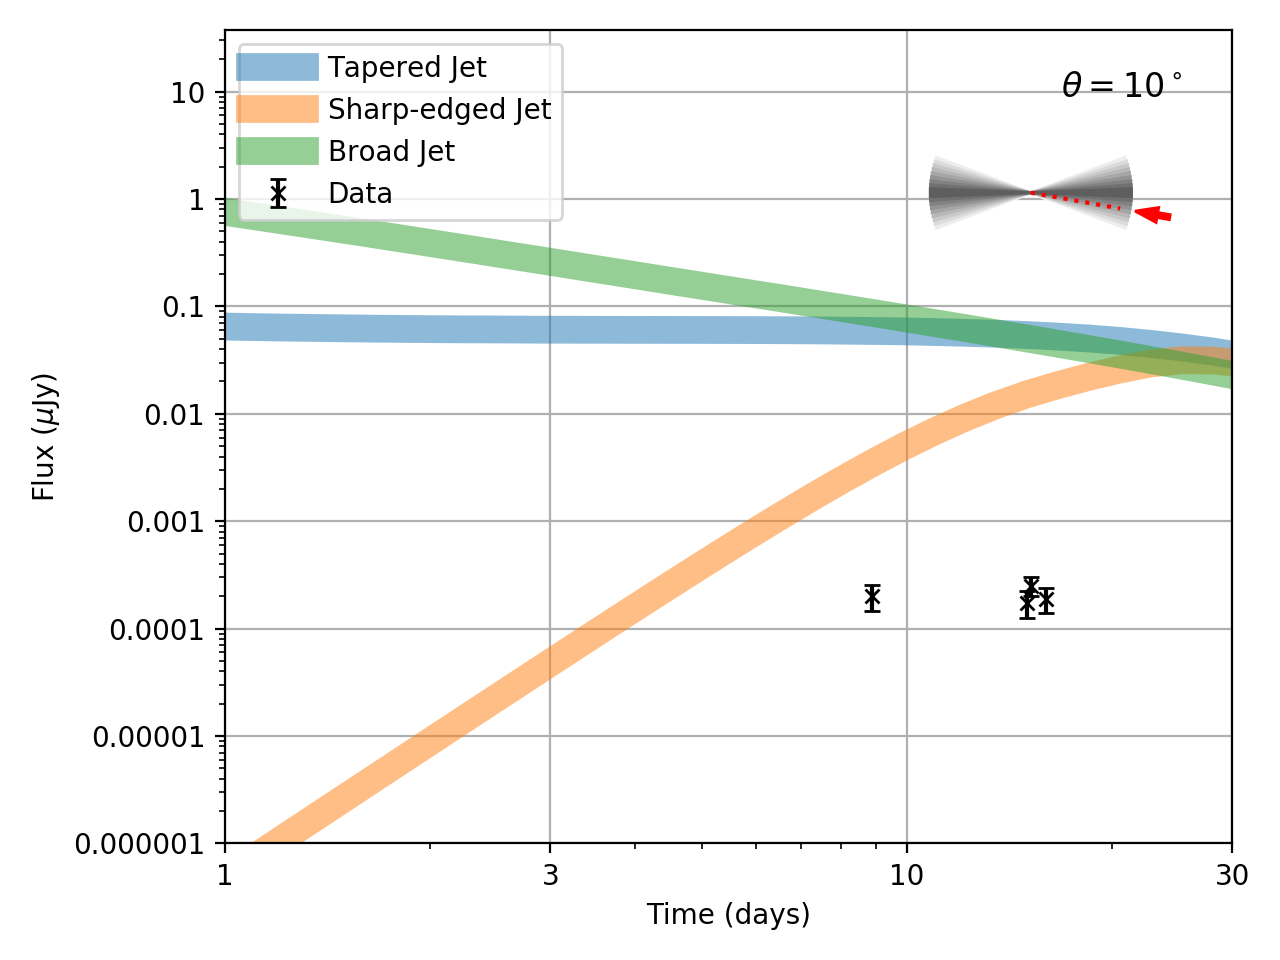 Tapered Jet
Sharp-edged Jet
Broad Jet
Data
θ = 10°
10
1
0.1
0.01
0.001
0.0001
0.00001
0.000001
Flux (μJy)
1
3
10
30
Time (days)